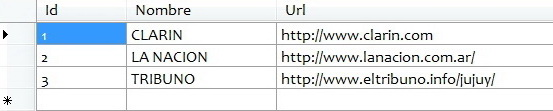 Id Nombre Url
1 CLARIN http://www.clarin.com
2 LA NACION http://www.lanacion.com.ar/
3 TRIBUNO http://www.eltribuno.info/jujuy/